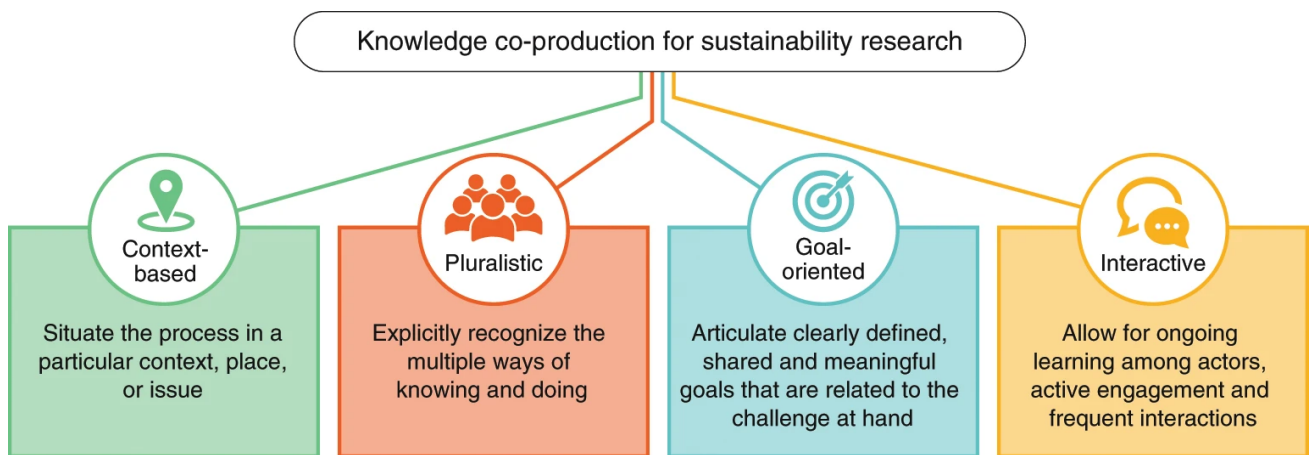 Knowledge co-production for sustainability research
Context-
based
Situate the process in a
particular context, place,
or issue
Pluralistic
Explicitly recognize the
multiple ways of
knowing and doing
Goal-
oriented
Articulate clearly defined,
shared and meaningful
goals that are related to the
challenge at hand
Interactive
Allow for ongoing
learning among actors,
active engagement and
frequent interactions